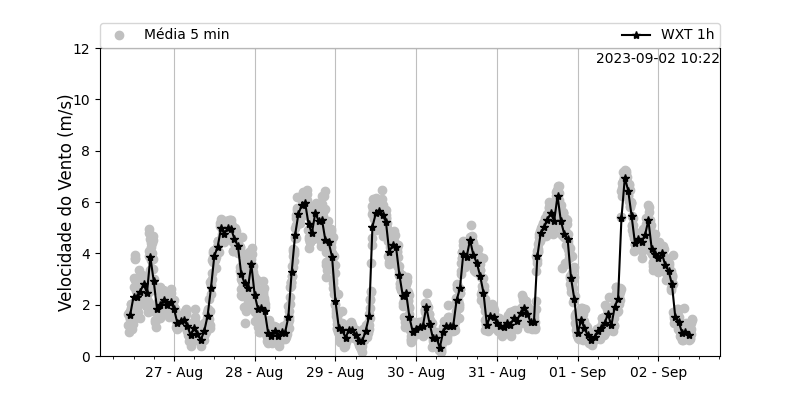 Média 5 min
WXT 1h
2023-09-02 10:22
Velocidade do Vento (m/s)
12
10
8
6
4
2
0
27 - Aug
28 - Aug
29 - Aug
30 - Aug
31 - Aug
01 - Sep
02 - Sep